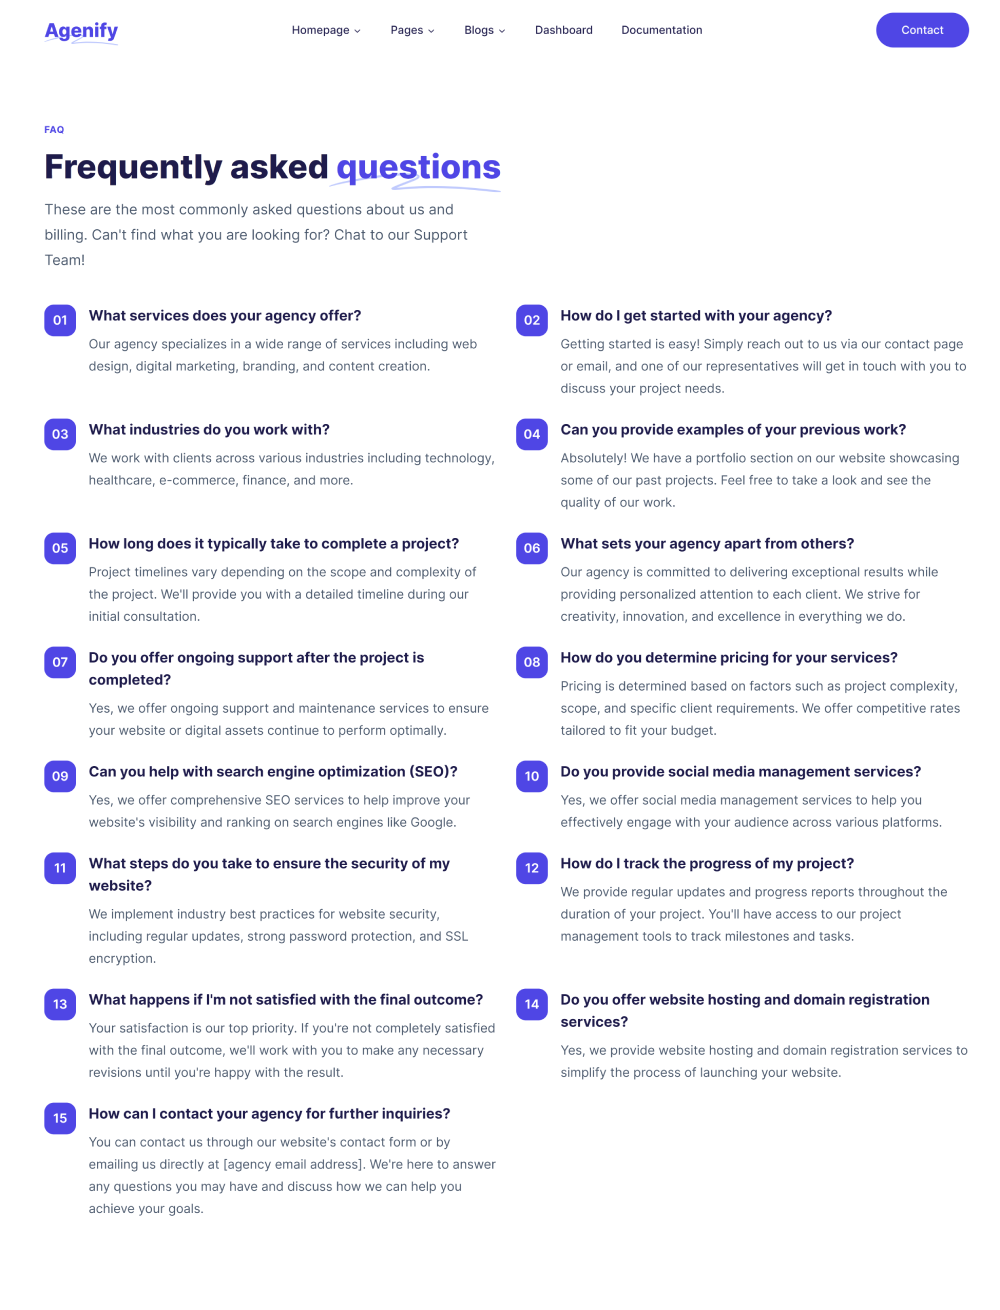 Agenify
Homepage
Pages
Blogs
Dashboard
Documentation
Contact
FAQ
Frequently asked questions
These are the most commonly asked questions about us and
billing. Can't find what you are looking for? Chat to our Support
Team!
01
What services does your agency offer?
Our agency specializes in a wide range of services including web
design, digital marketing, branding, and content creation.
02
How do I get started with your agency?
Getting started is easy! Simply reach out to us via our contact page
or email, and one of our representatives will get in touch with you to
discuss your project needs.
03
What industries do you work with?
We work with clients across various industries including technology,
healthcare, e-commerce, finance, and more.
04
Can you provide examples of your previous work?
Absolutely! We have a portfolio section on our website showcasing
some of our past projects. Feel free to take a look and see the
quality of our work.
05
How long does it typically take to complete a project?
Project timelines vary depending on the scope and complexity of
the project. We'll provide you with a detailed timeline during our
initial consultation.
06
What sets your agency apart from others?
Our agency is committed to delivering exceptional results while
providing personalized attention to each client. We strive for
creativity, innovation, and excellence in everything we do.
07
Do you offer ongoing support after the project is
completed?
Yes, we offer ongoing support and maintenance services to ensure
your website or digital assets continue to perform optimally.
08
How do you determine pricing for your services?
Pricing is determined based on factors such as project complexity,
scope, and specific client requirements. We offer competitive rates
tailored to fit your budget.
09
Can you help with search engine optimization (SEO)?
Yes, we offer comprehensive SEO services to help improve your
website's visibility and ranking on search engines like Google.
10
Do you provide social media management services?
Yes, we offer social media management services to help you
effectively engage with your audience across various platforms.
11
What steps do you take to ensure the security of my
website?
We implement industry best practices for website security,
including regular updates, strong password protection, and SSL
encryption.
12
How do I track the progress of my project?
We provide regular updates and progress reports throughout the
duration of your project. You'll have access to our project
management tools to track milestones and tasks.
13
What happens if I'm not satisfied with the final outcome?
Your satisfaction is our top priority. If you're not completely satisfied
with the final outcome, we'll work with you to make any necessary
revisions until you're happy with the result.
14
Do you offer website hosting and domain registration
services?
Yes, we provide website hosting and domain registration services to
simplify the process of launching your website.
15
How can I contact your agency for further inquiries?
You can contact us through our website's contact form or by
emailing us directly at [agency email address]. We're here to answer
any questions you may have and discuss how we can help you
achieve your goals.